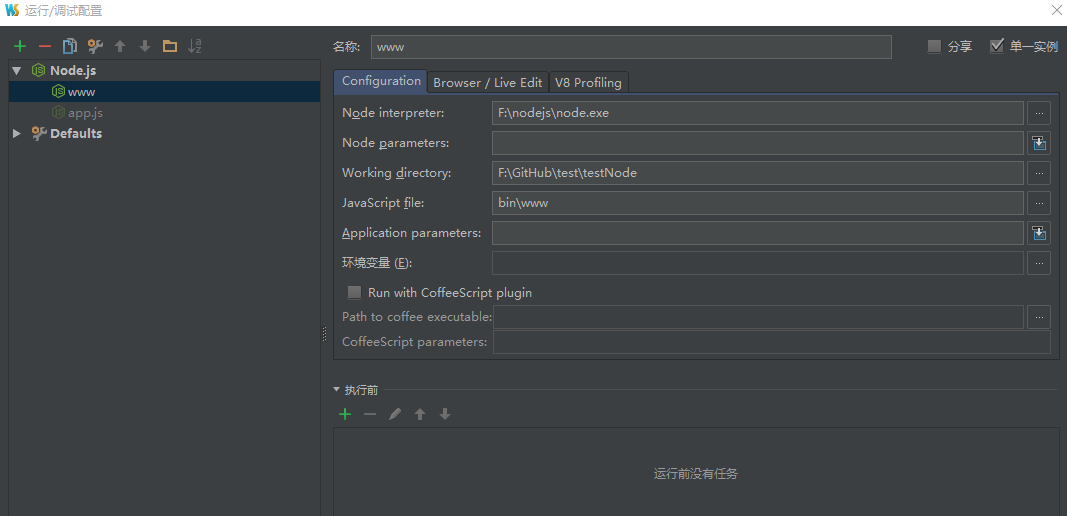 运行/调试配置
名称: www 分享 单一实例
Node.js
www
app.js
Defaults
Configuration Browser / Live Edit V8 Profiling
Node interpreter: F:\nodejs\node.exe
Node parameters:
Working directory: F:\GitHub\test\testNode
JavaScript file: bin\www
Application parameters:
环境变量 (E):
Run with CoffeeScript plugin
Path to coffee executable:
CoffeeScript parameters:
执行前
运行前没有任务